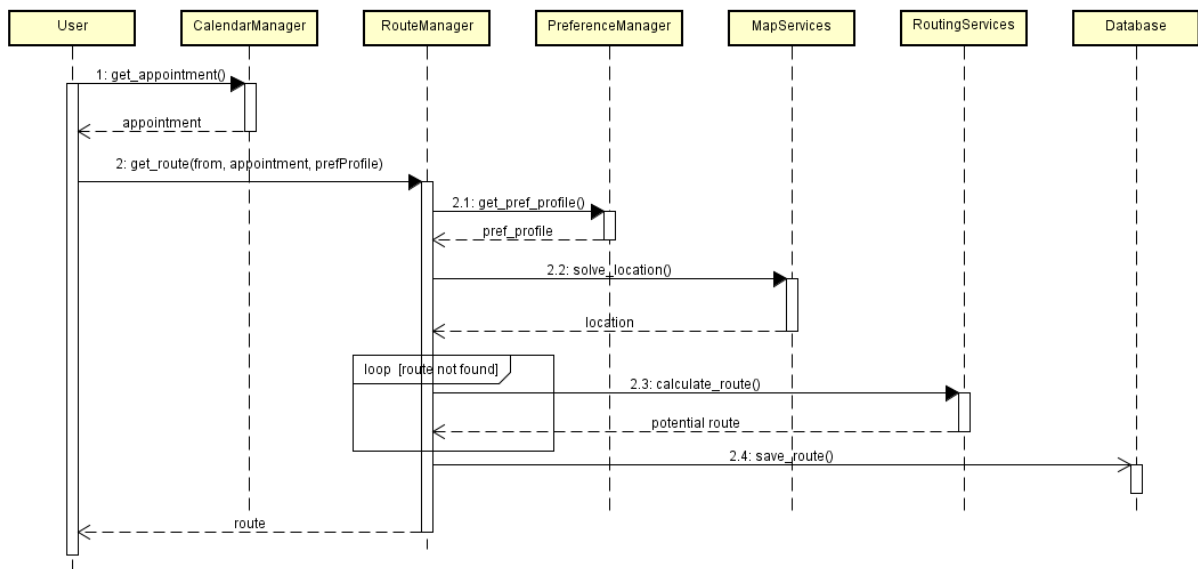 User
CalendarManager
RouteManager
PreferenceManager
MapServices
RoutingServices
Database
1: get_appointment()
appointment
2: get_route(from, appointment, prefProfile)
2.1: get_pref_profile()
pref_profile
2.2: solve_location()
location
loop [route not found]
2.3: calculate_route()
potential route
2.4: save_route()
route